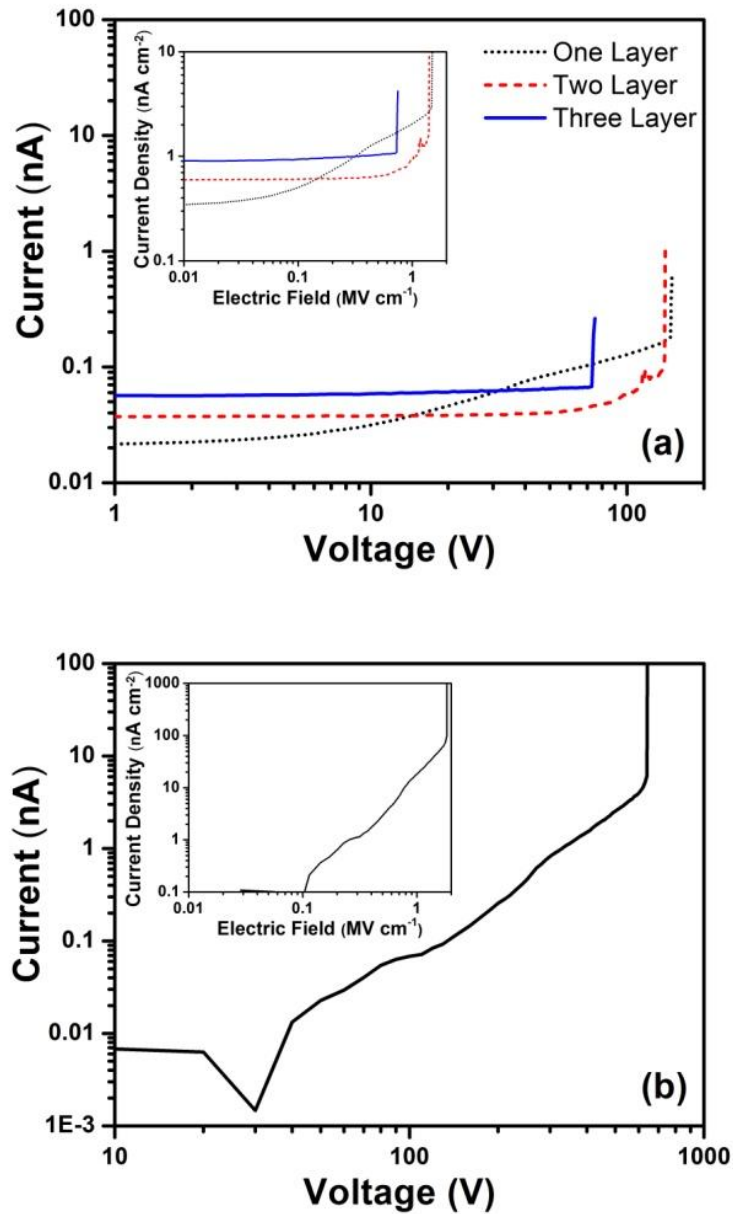 100
10
1
0.1
0.01
Current (nA)
1
10
100
Voltage (V)
One Layer
Two Layer
Three Layer
(a)
10
1
0.1
Current Density (nA cm-2)
0.01
0.1
1
Electric Field (MV cm-1)
100
10
1
0.1
0.01
1E-3
Current (nA)
10
100
1000
Voltage (V)
(b)
1000
100
10
1
0.1
Current Density (nA cm-2)
0.01
0.1
1
Electric Field (MV cm-1)